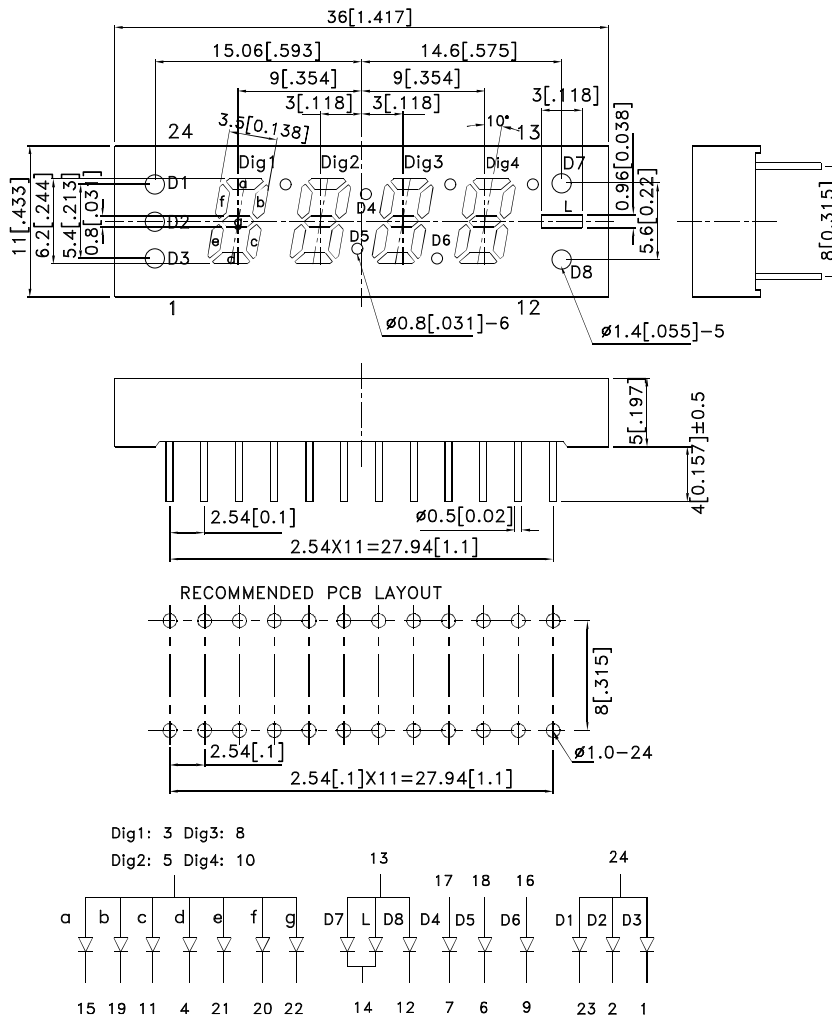 36[1.417]
15.06[.593] 14.6[.575]
9[.354] 9[.354]
3[.118] 3[.118] 3[.118]
24 3.5[0.138] 10° 13
Dig1 Dig2 Dig3 Dig4 D7
D1 a
f b D4 L
D2 g
D5 D6
e c
D3 d D8
1 12
11[.433]
6.2[.244]
5.4[.213]
0.8[.031]
0.96[0.038]
5.6[0.22]
8[0.315]
ø0.8[.031]-6
ø1.4[.055]-5
5[.197]
4[0.157]±0.5
2.54[0.1] ø0.5[0.02]
2.54X11=27.94[1.1]
RECOMMENDED PCB LAYOUT
8[.315]
2.54[.1] ø1.0-24
2.54[.1]X11=27.94[1.1]
Dig1: 3 Dig3: 8
Dig2: 5 Dig4: 10
13 24
17 18 16
a b c d e f g D7 L D8 D4 D5 D6 D1 D2 D3
15 19 11 4 21 20 22 14 12 7 6 9 23 2 1